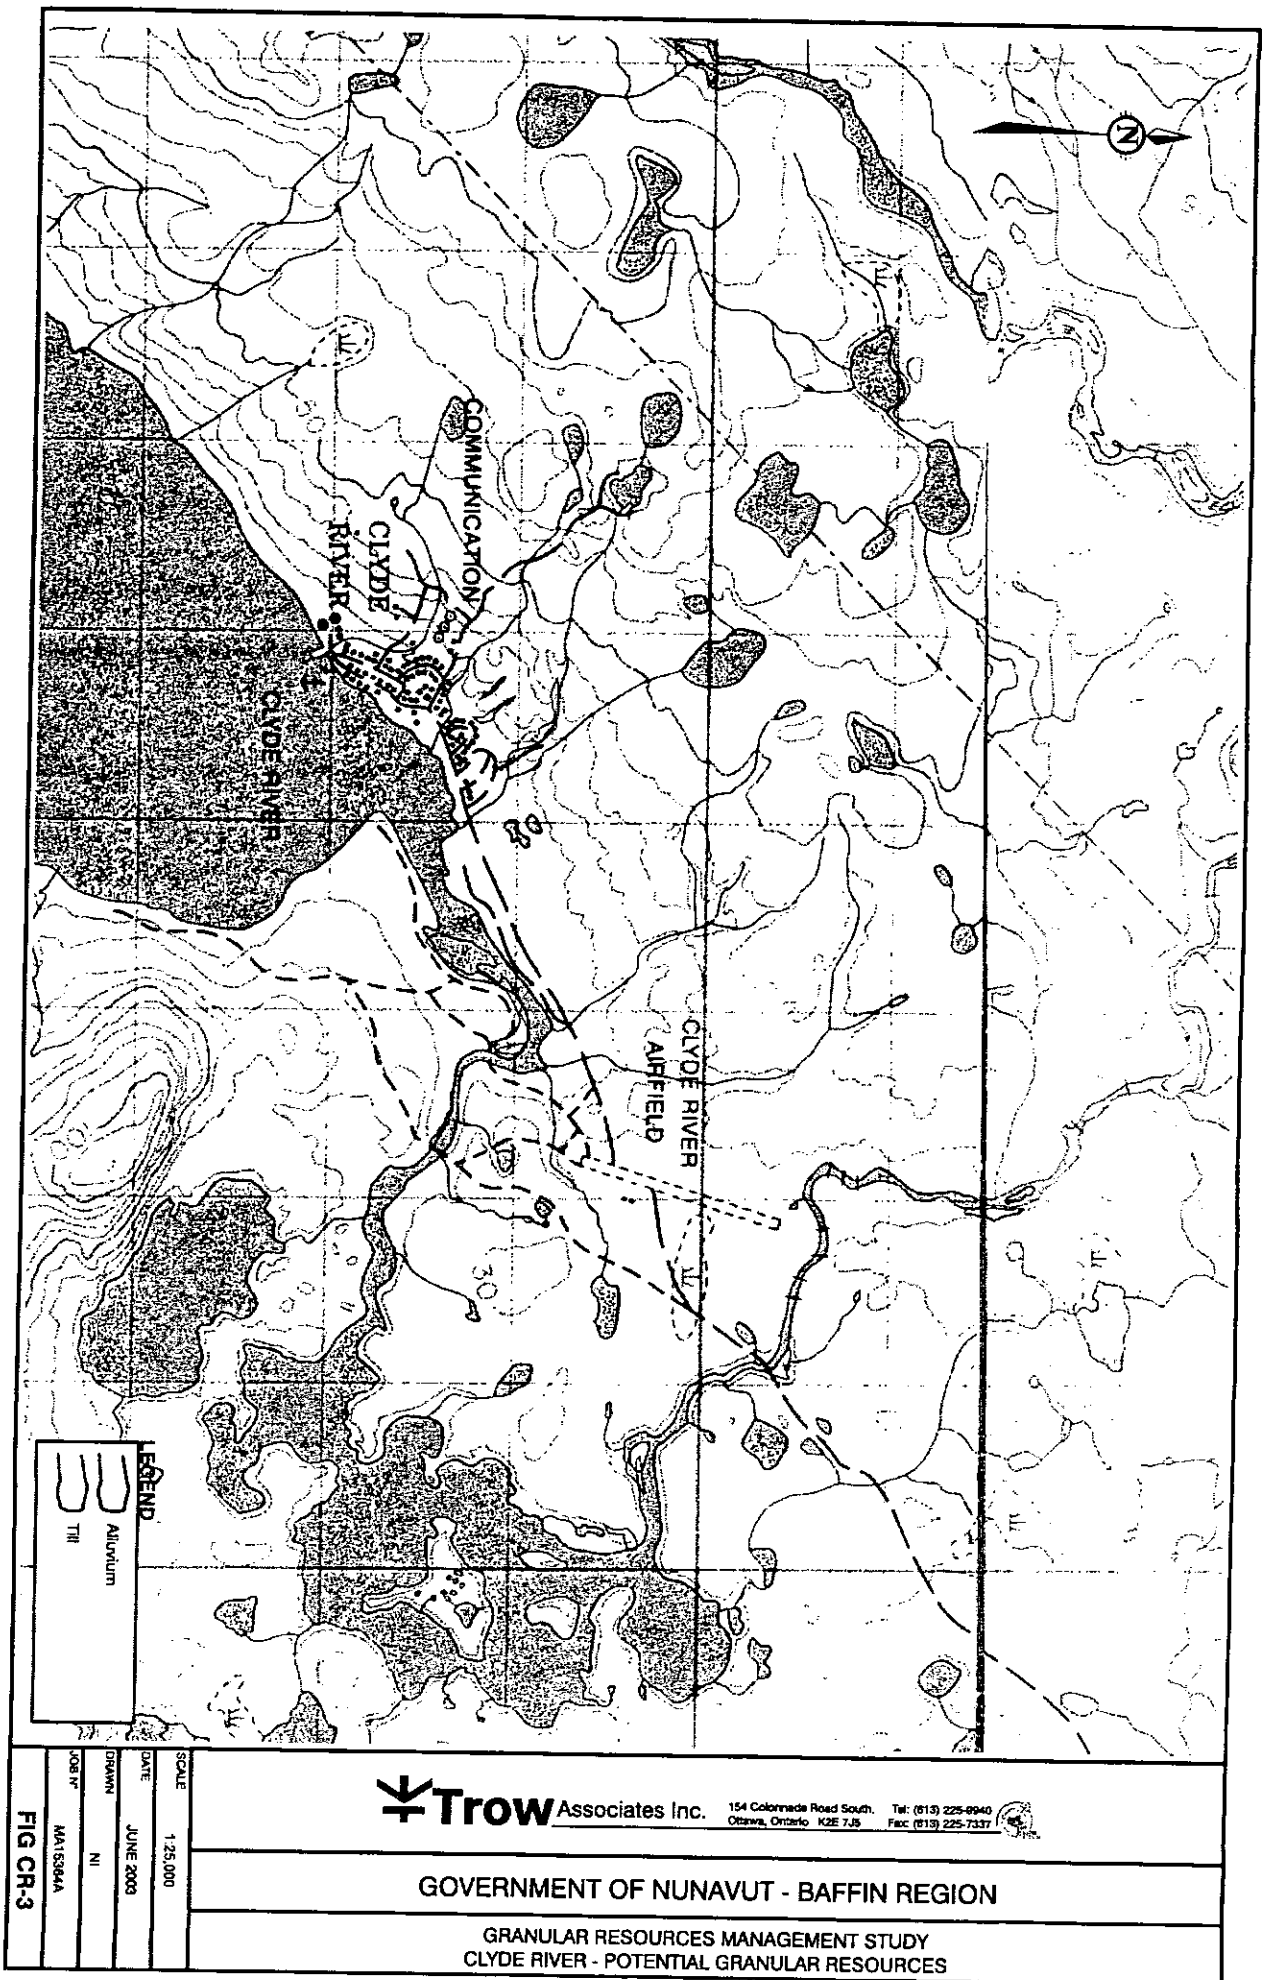 N
COMMUNICATION
CLYDE
RIVER
CLYDE RIVER
CLYDE RIVER
AIRFIELD
60
30
LEGEND
Alluvium
Till
Trow Associates Inc.
154 Colonnade Road South.
Ottawa, Ontario K2E 7J5
Tel: (613) 225-9940
Fax: (613) 225-7337
GOVERNMENT OF NUNAVUT - BAFFIN REGION
GRANULAR RESOURCES MANAGEMENT STUDY
CLYDE RIVER - POTENTIAL GRANULAR RESOURCES
SCALE 1:25,000
DATE JUNE 2003
DRAWN NI
JOB Nº MA15364A
FIG CR-3